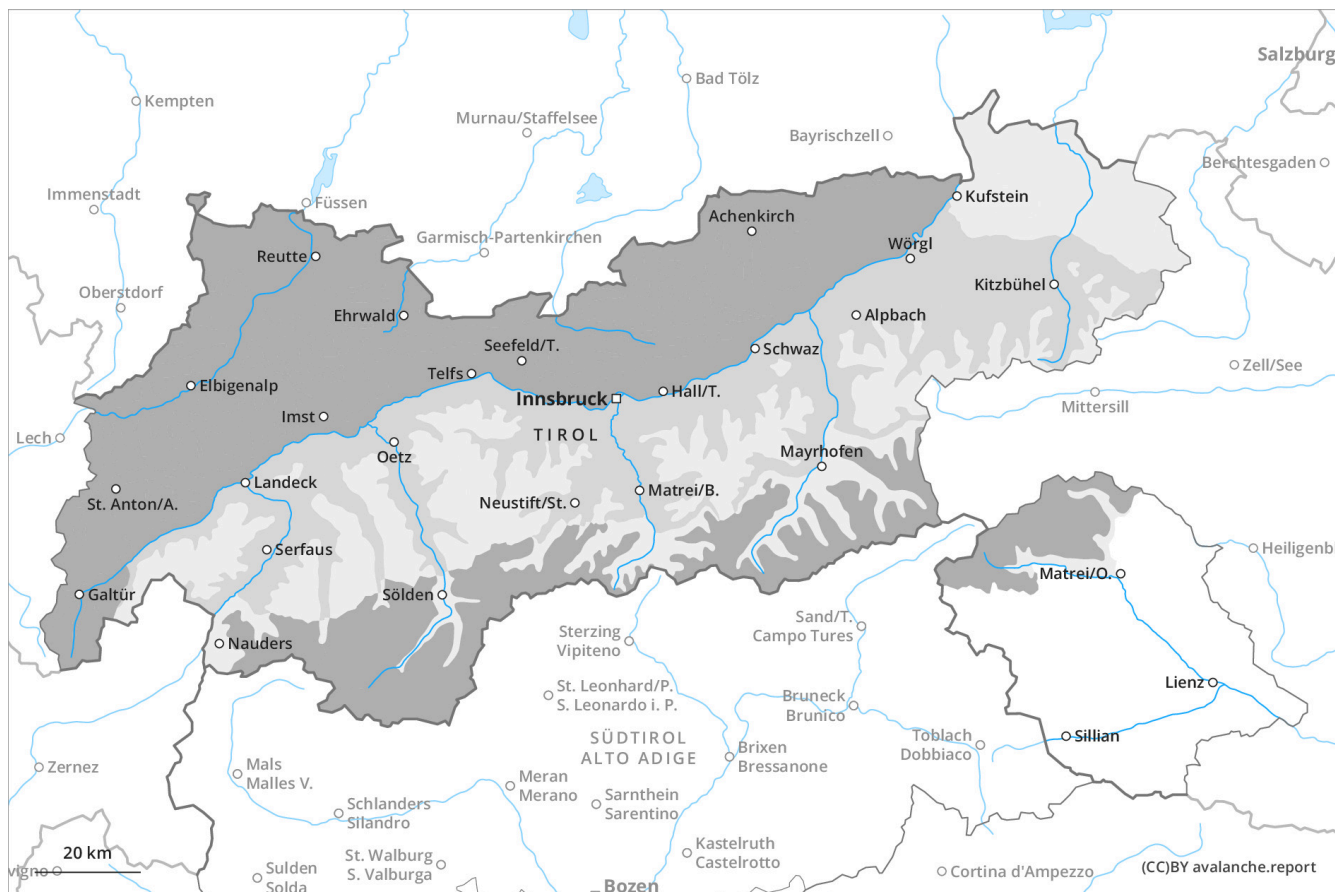 Salzburg
Kempten
Bad Tölz
Murnau/Staffelsee
Bayrischzell
Berchtesgaden
Immenstadt
Füssen
Kufstein
Achenkirch
Garmisch-Partenkirchen
Wörgl
Reutte
Kitzbühel
Oberstdorf
Ehrwald
Alpbach
Seefeld/T.
Schwaz
Zell/See
Telfs
Elbigenalp
Hall/T.
Innsbruck
Mittersill
Imst
TIROL
Lech
Oetz
Mayrhofen
Landeck
Matrei/B.
St. Anton/A.
Neustift/St.
Serfaus
Heiligenb
Matrei/O.
Galtür
Sölden
Sand/T.
Campo Tures
Nauders
Sterzing
Vipiteno
Lienz
St. Leonhard/P.
S. Leonardo i. P.
Bruneck
Brunico
SÜDTIROL
ALTO ADIGE
Sillian
Toblach
Dobbiaco
Brixen
Bressanone
Zernez
Mals
Malles V.
Meran
Merano
Schlanders
Silandro
Sarnthein
Sarentino
Kastelruth
Castelrotto
20 km
St. Walburg
S. Valburga
vigno
Sulden
Solda
Cortina d'Ampezzo
(CC)BY avalanche.report
Bozen